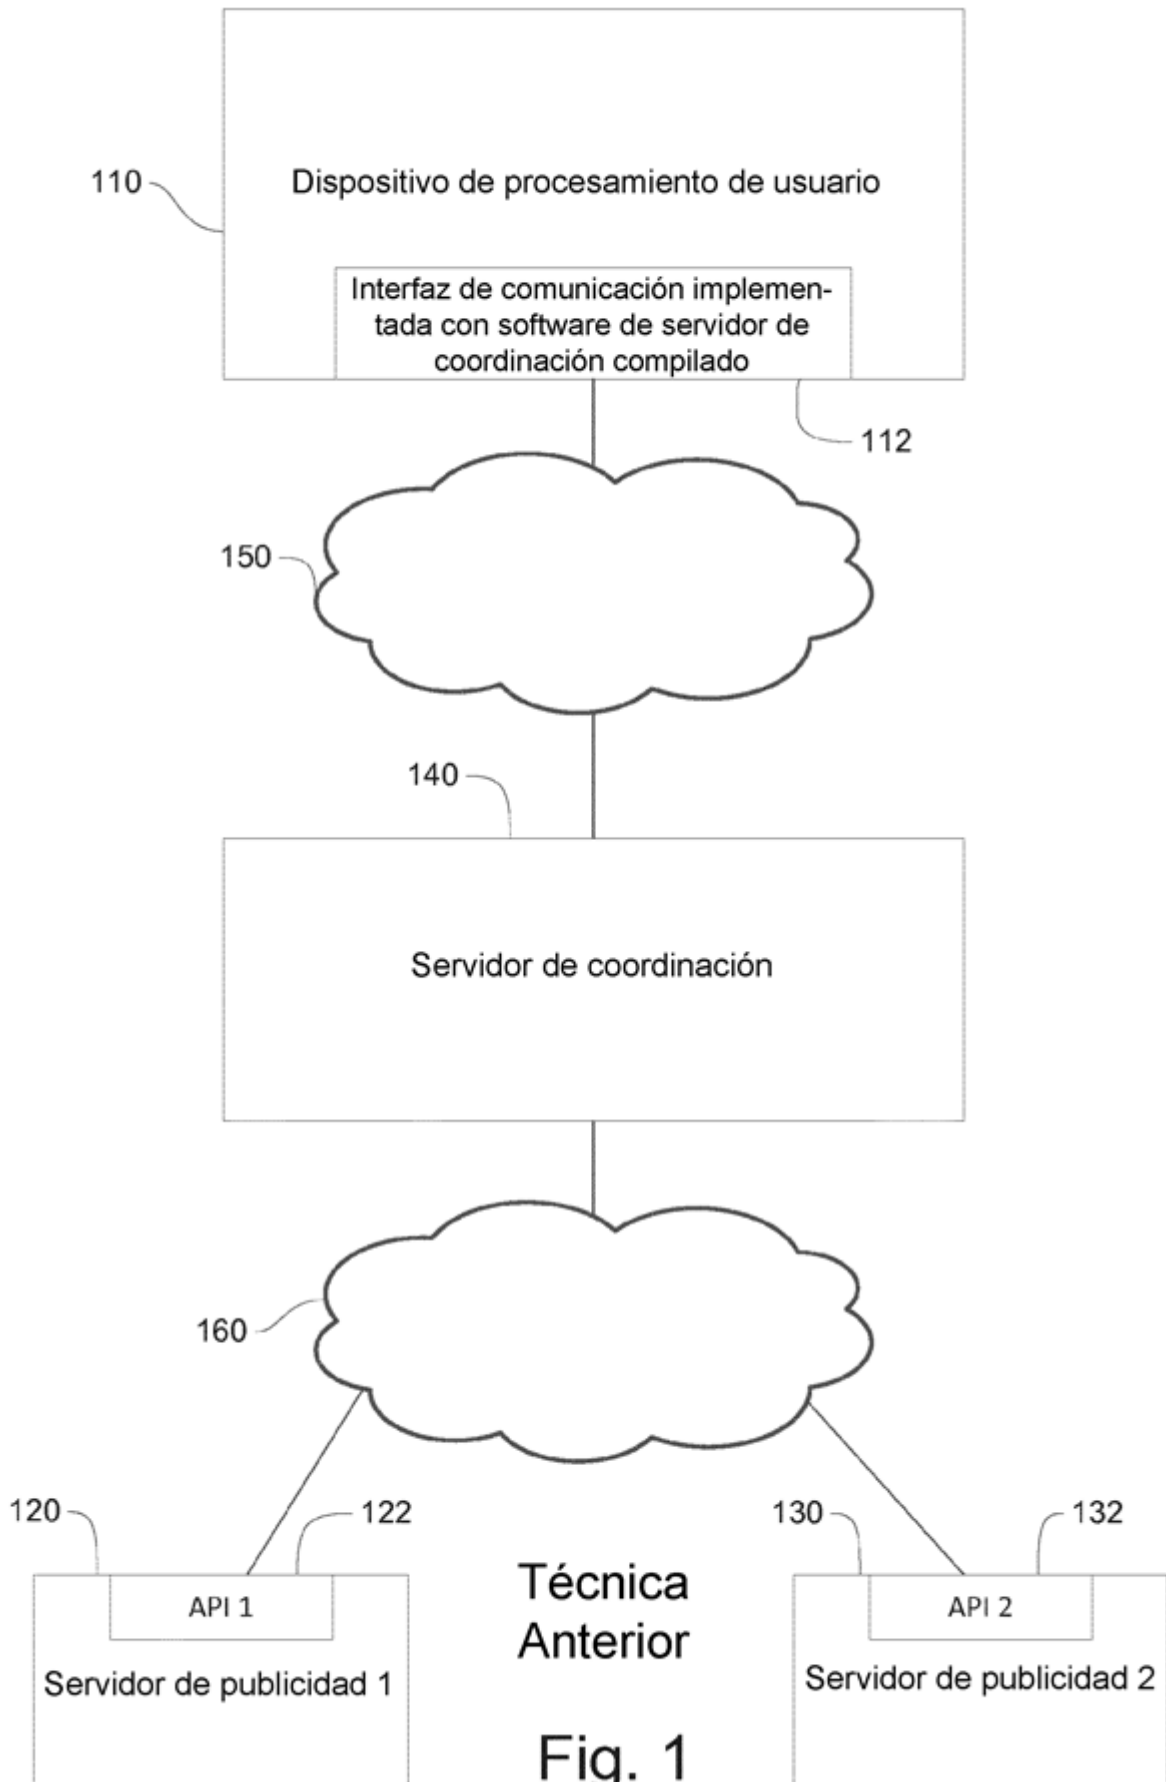 110
Dispositivo de procesamiento de usuario
Interfaz de comunicación implemen-
tada con software de servidor de
coordinación compilado
112
150
140
Servidor de coordinación
160
120
122
130
132
API 1
API 2
Servidor de publicidad 1
Servidor de publicidad 2
Técnica
Anterior
Fig. 1